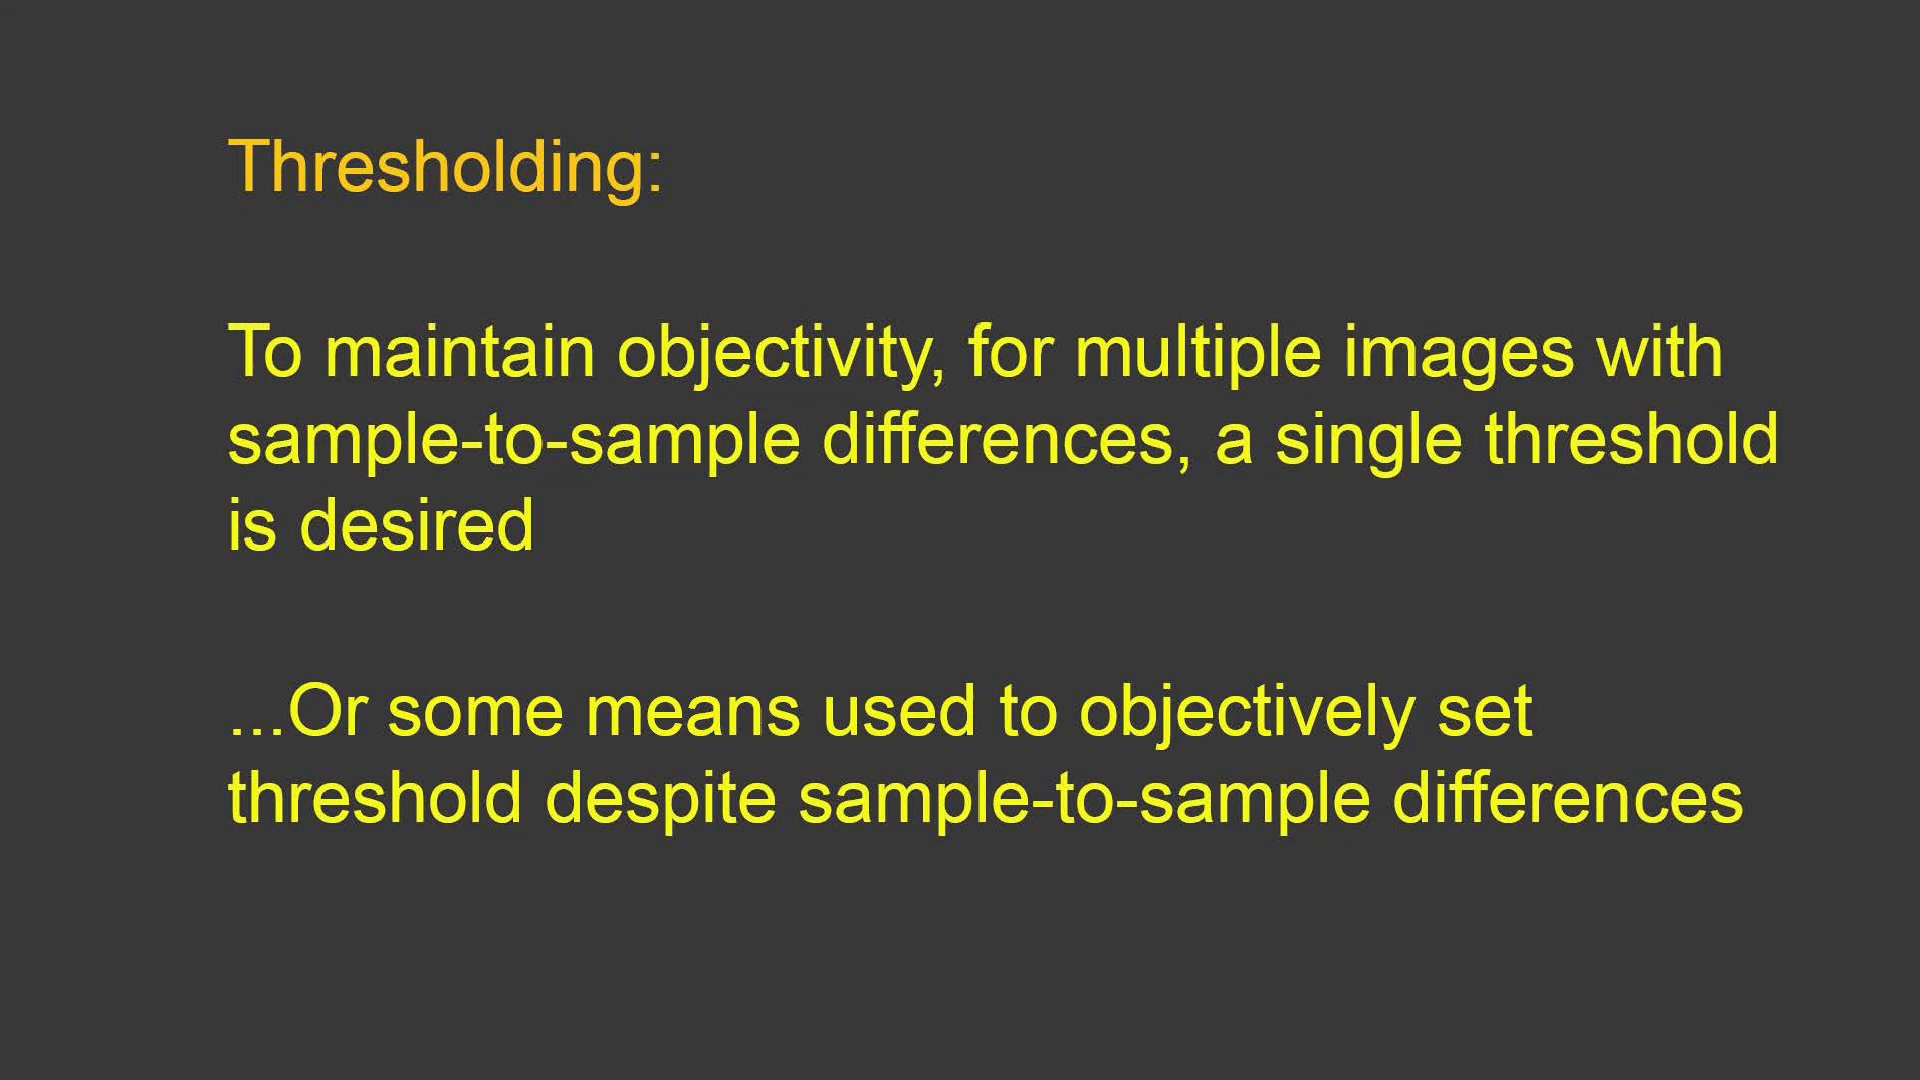 Thresholding:
To maintain objectivity, for multiple images with
sample-to-sample differences, a single threshold
is desired
...Or some means used to objectively set
threshold despite sample-to-sample differences